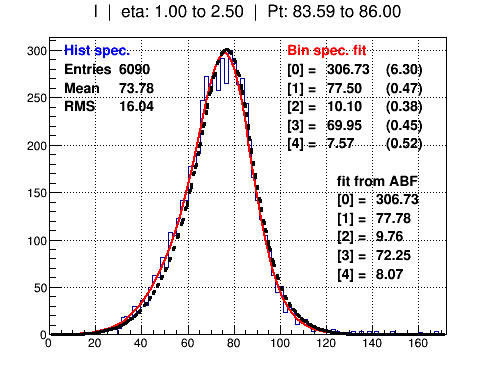 I | eta: 1.00 to 2.50 | Pt: 83.59 to 86.00
Hist spec.
Entries 6090
Mean 73.78
RMS 16.04
Bin spec. fit
[0] = 306.73 (6.30)
[1] = 77.50 (0.47)
[2] = 10.10 (0.38)
[3] = 69.95 (0.45)
[4] = 7.57 (0.52)
fit from ABF
[0] = 306.73
[1] = 77.78
[2] = 9.76
[3] = 72.25
[4] = 8.07
300
250
200
150
100
50
0
0 20 40 60 80 100 120 140 160